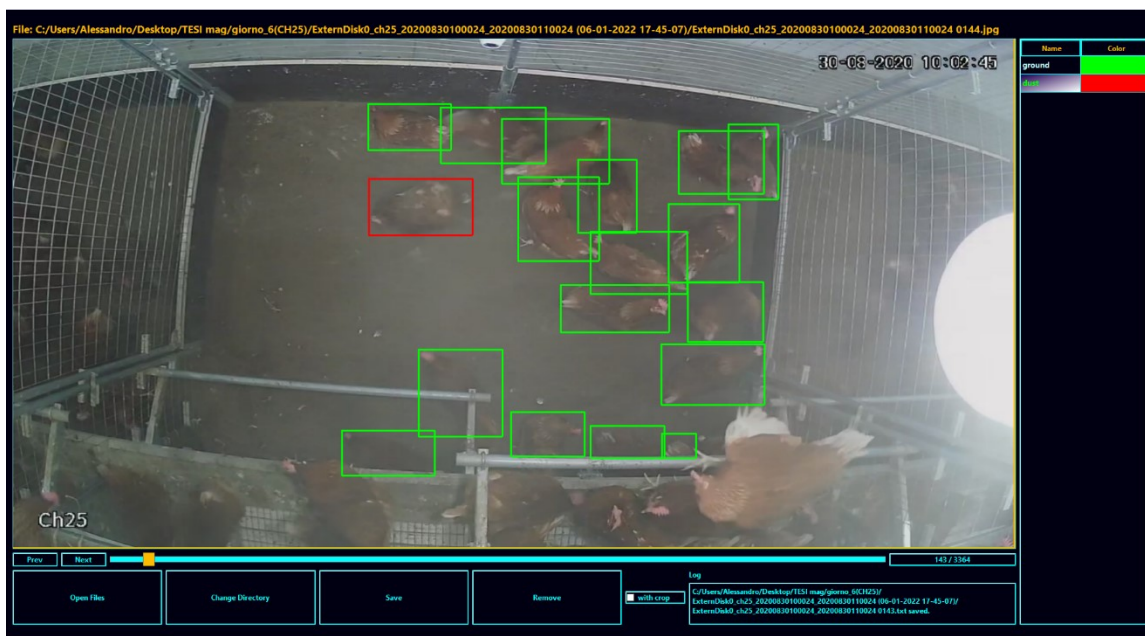 File: C:/Users/Alessandro/Desktop/TESI mag/giorno_6(CH25)/ExternDisk0_ch25_20200830100024_20200830110024 (06-01-2022 17-45-07)/ExternDisk0_ch25_20200830100024_20200830110024 0144.jpg
Name Color
ground
dust
30-08-2020 10:02:45
Ch25
Prev Next 143 / 3364
Open Files Change Directory Save Remove with crop
Log
C:/Users/Alessandro/Desktop/TESI mag/giorno_6(CH25)/
ExternDisk0_ch25_20200830100024_20200830110024 (06-01-2022 17-45-07)/
ExternDisk0_ch25_20200830100024_20200830110024 0143.txt saved.